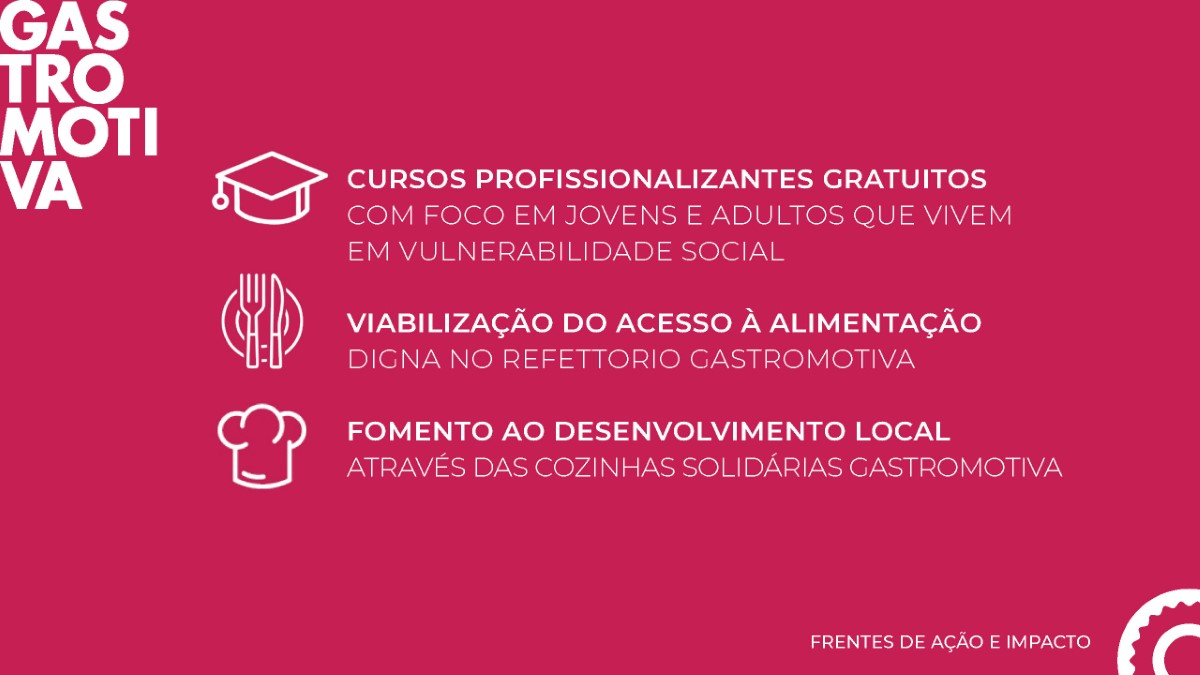 GAS
TRO
MOTI
VA
CURSOS PROFISSIONALIZANTES GRATUITOS
COM FOCO EM JOVENS E ADULTOS QUE VIVEM
EM VULNERABILIDADE SOCIAL
VIABILIZAÇÃO DO ACESSO À ALIMENTAÇÃO
DIGNA NO REFETTORIO GASTROMOTIVA
FOMENTO AO DESENVOLVIMENTO LOCAL
ATRAVÉS DAS COZINHAS SOLIDÁRIAS GASTROMOTIVA
FRENTES DE AÇÃO E IMPACTO